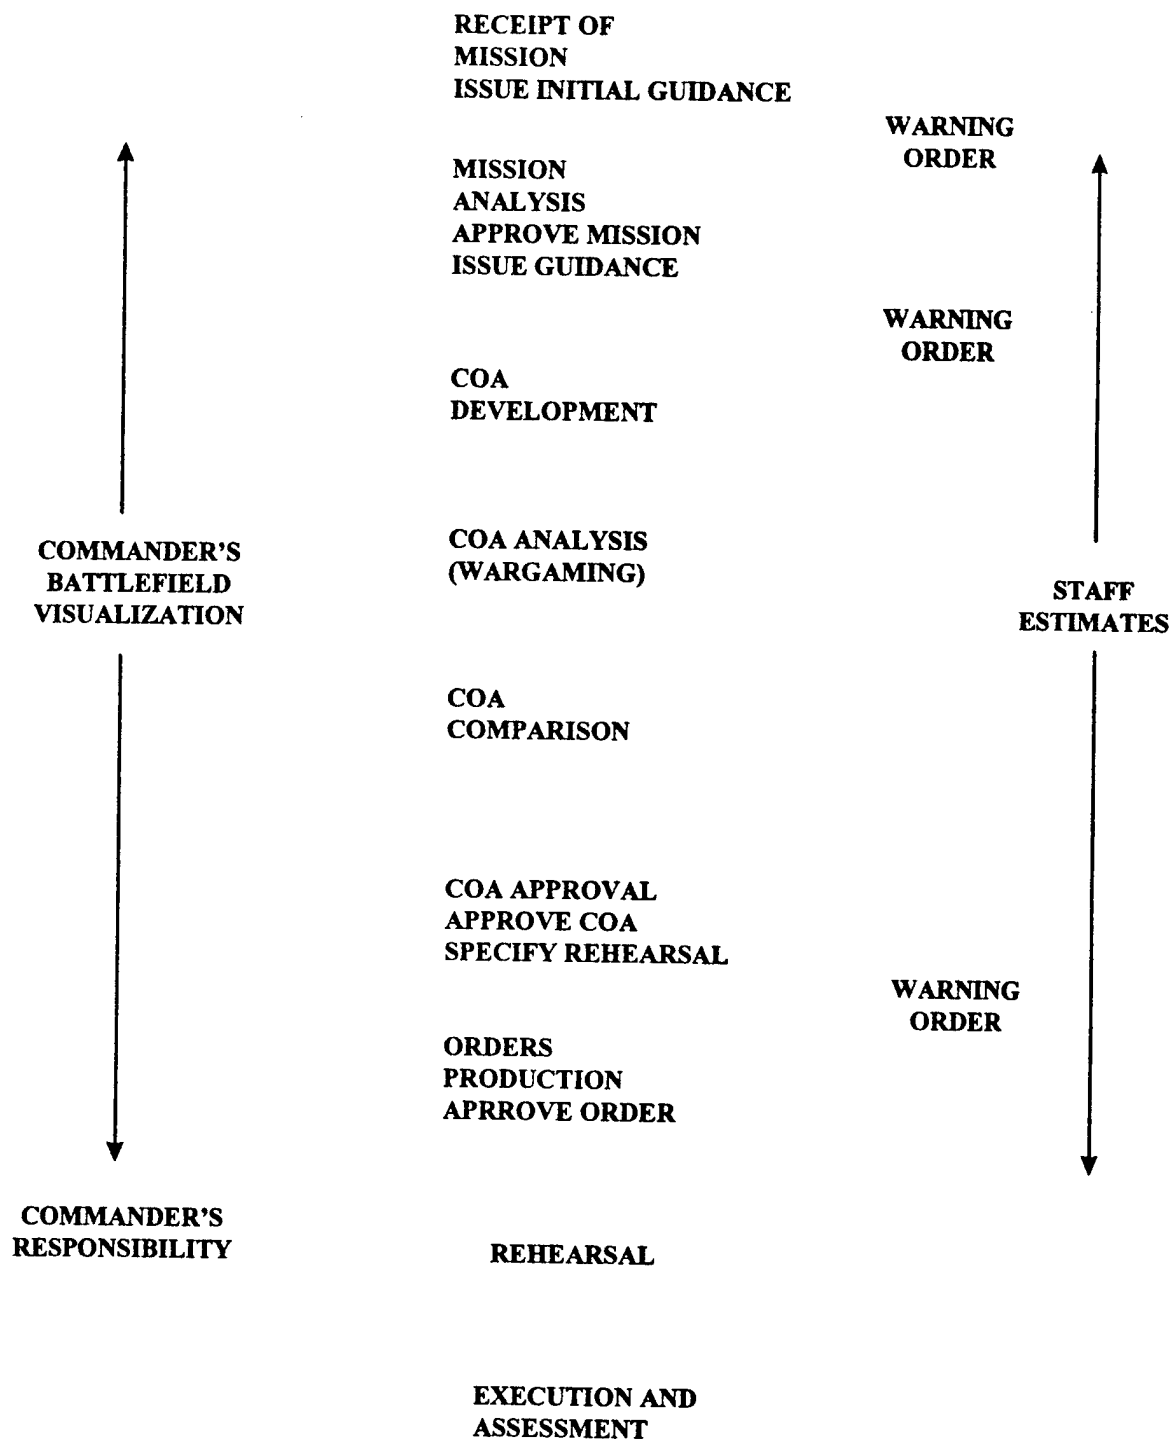 RECEIPT OF
MISSION
ISSUE INITIAL GUIDANCE
WARNING
ORDER
MISSION
ANALYSIS
APPROVE MISSION
ISSUE GUIDANCE
WARNING
ORDER
COA
DEVELOPMENT
COA ANALYSIS
(WARGAMING)
COMMANDER'S
BATTLEFIELD
VISUALIZATION
STAFF
ESTIMATES
COA
COMPARISON
COA APPROVAL
APPROVE COA
SPECIFY REHEARSAL
WARNING
ORDER
ORDERS
PRODUCTION
APRROVE ORDER
COMMANDER'S
RESPONSIBILITY
REHEARSAL
EXECUTION AND
ASSESSMENT